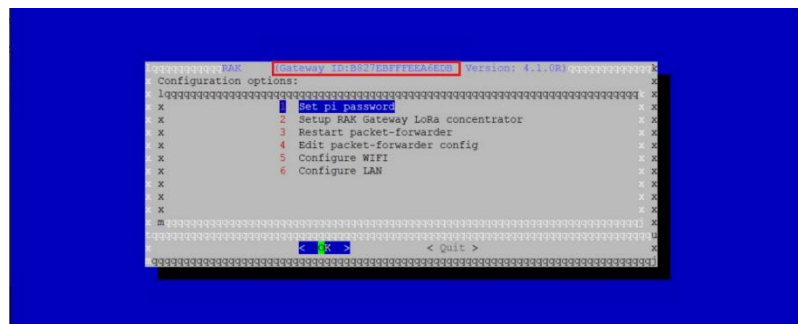 RAK (Gateway ID:B827EBFFFEEA6EDB Version: 4.1.0R)
Configuration options:
1 Set pi password
2 Setup RAK Gateway LoRa concentrator
3 Restart packet-forwarder
4 Edit packet-forwarder config
5 Configure WIFI
6 Configure LAN
< OK > < Quit >